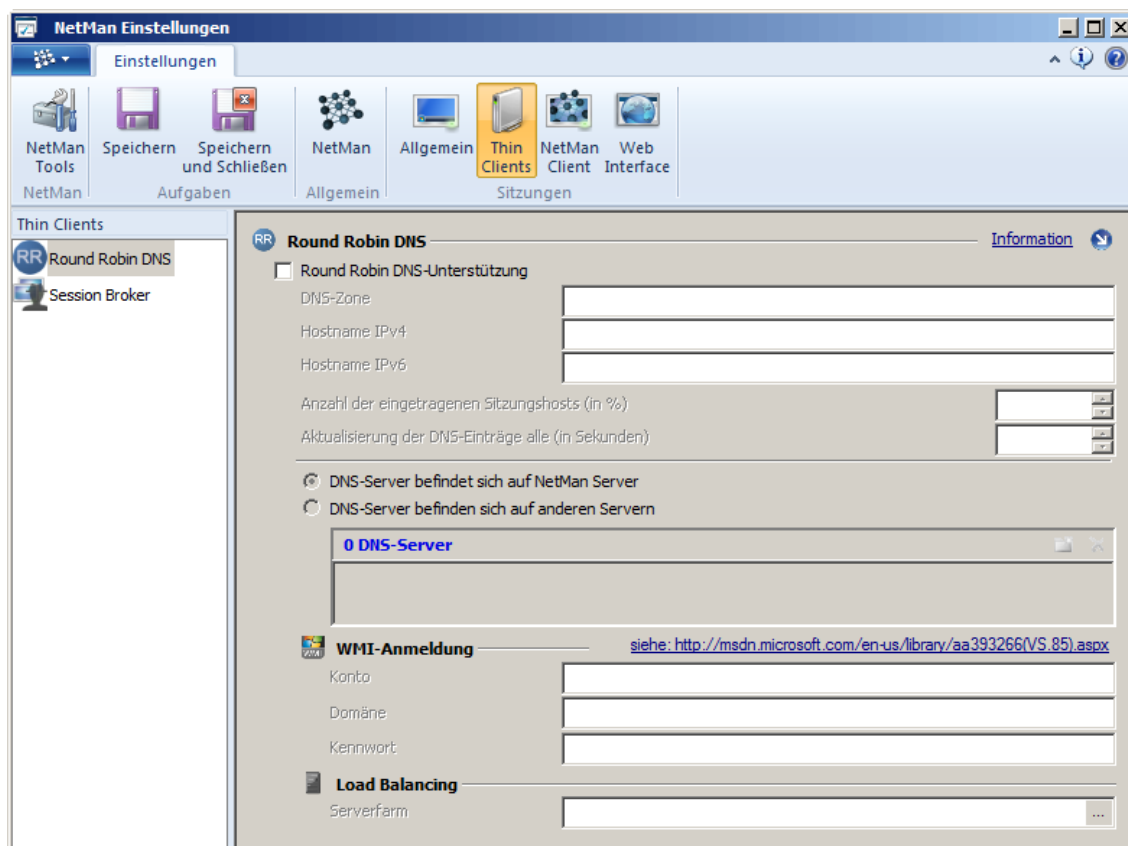 NetMan Einstellungen
Einstellungen
NetMan Tools
Speichern
Speichern und Schließen
NetMan
Allgemein
Thin Clients
NetMan Client
Web Interface
NetMan
Aufgaben
Allgemein
Sitzungen
Thin Clients
RR Round Robin DNS
Session Broker
RR Round Robin DNS
Information
Round Robin DNS-Unterstützung
DNS-Zone
Hostname IPv4
Hostname IPv6
Anzahl der eingetragenen Sitzungshosts (in %)
Aktualisierung der DNS-Einträge alle (in Sekunden)
DNS-Server befindet sich auf NetMan Server
DNS-Server befinden sich auf anderen Servern
0 DNS-Server
WMI-Anmeldung
siehe: http://msdn.microsoft.com/en-us/library/aa393266(VS.85).aspx
Konto
Domäne
Kennwort
Load Balancing
Serverfarm
...